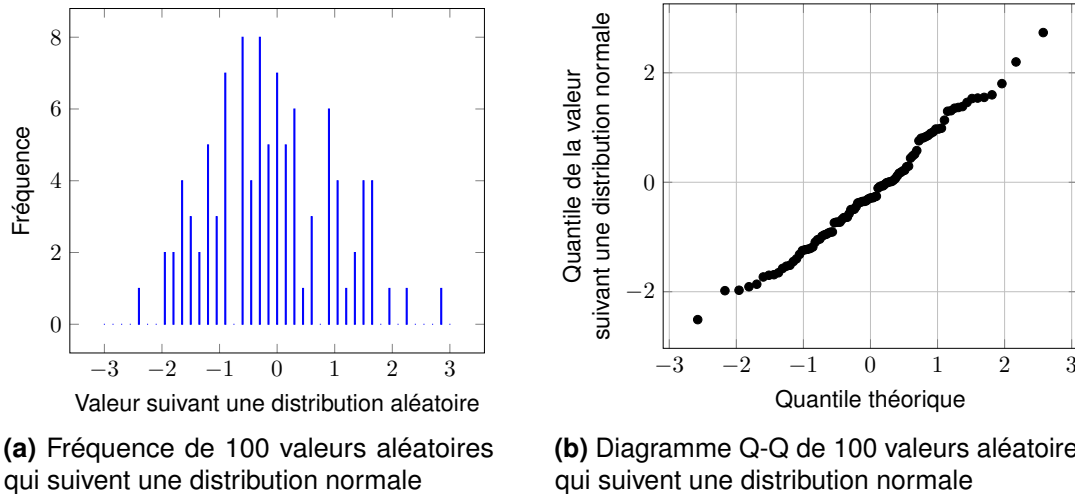 Fréquence
8
6
4
2
0
−3 −2 −1 0 1 2 3
Valeur suivant une distribution aléatoire
(a) Fréquence de 100 valeurs aléatoires
qui suivent une distribution normale
Quantile de la valeur
suivant une distribution normale
2
0
−2
−3 −2 −1 0 1 2 3
Quantile théorique
(b) Diagramme Q-Q de 100 valeurs aléatoire
qui suivent une distribution normale